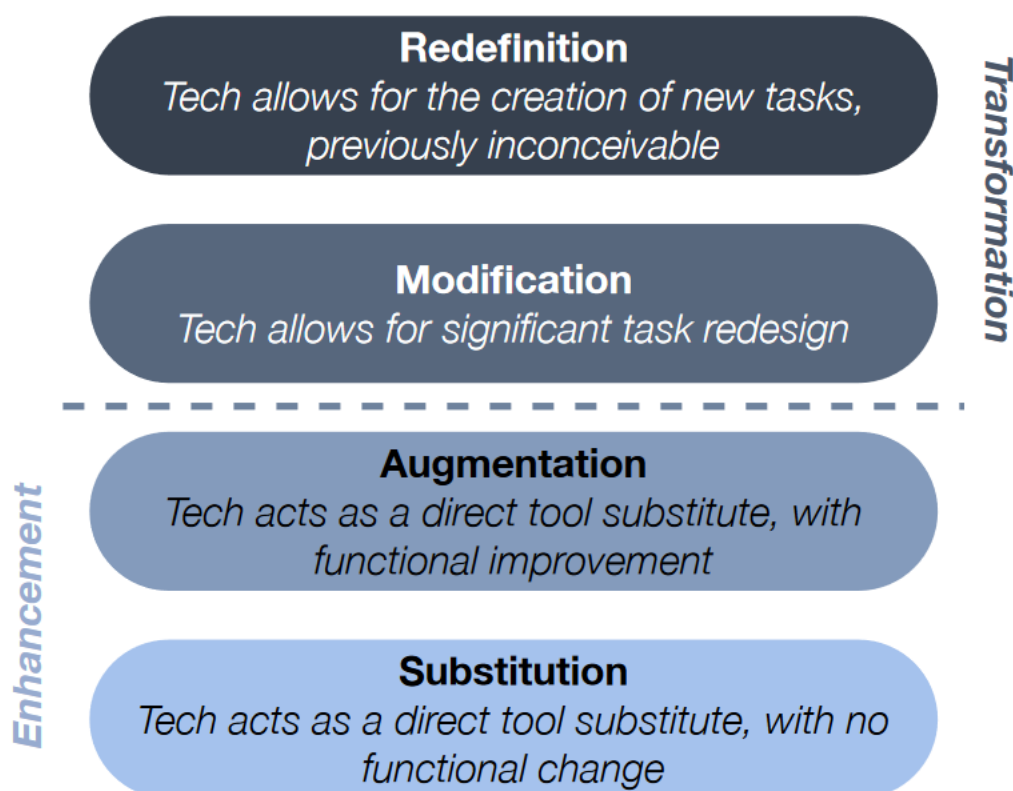 Redefinition
Tech allows for the creation of new tasks,
previously inconceivable
Transformation
Modification
Tech allows for significant task redesign
Augmentation
Tech acts as a direct tool substitute, with
functional improvement
Enhancement
Substitution
Tech acts as a direct tool substitute, with no
functional change